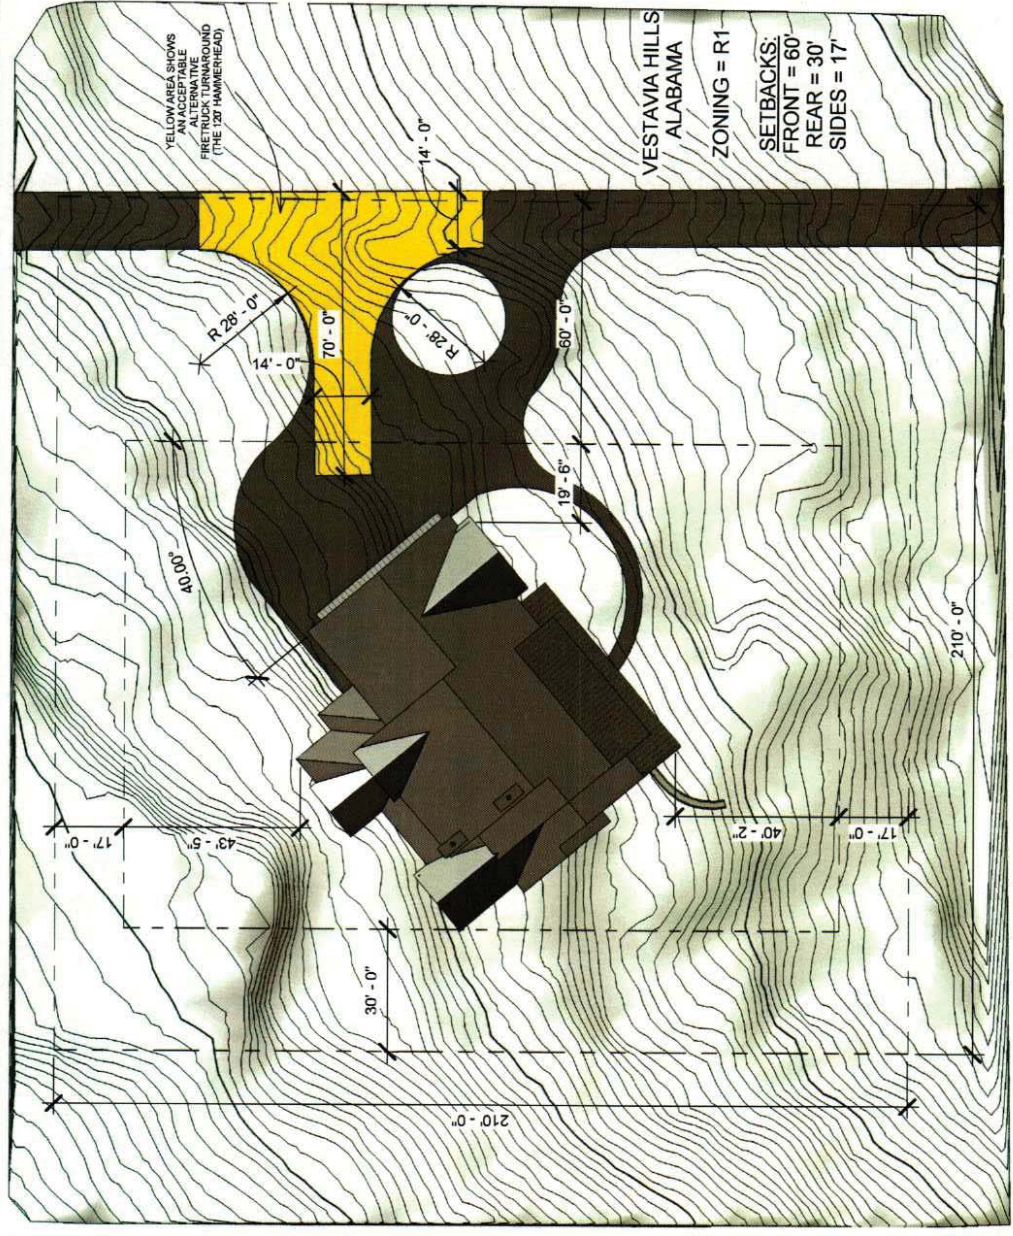 YELLOW AREA SHOWS
AN ACCEPTABLE
ALTERNATIVE
FIRETRUCK TURNAROUND
(THE 120' HAMMERHEAD)
VESTAVIA HILLS
ALABAMA
ZONING = R1
SETBACKS:
FRONT = 60'
REAR = 30'
SIDES = 17'
14' - 0"
R 28' - 0"
14' - 0"
70' - 0"
R 28' - 0"
60' - 0"
40.00°
19' - 6"
210' - 0"
17' - 0"
43' - 5"
40' - 2"
17' - 0"
30' - 0"
210' - 0"